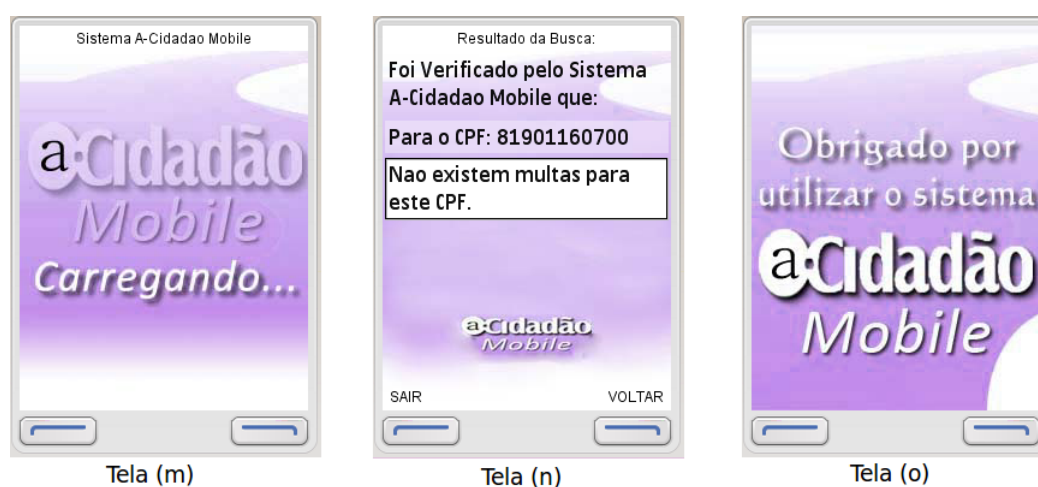 Sistema A-Cidadao Mobile
a:Cidadão
Mobile
Carregando...
Tela (m)
Resultado da Busca:
Foi Verificado pelo Sistema
A-Cidadao Mobile que:
Para o CPF: 81901160700
Nao existem multas para
este CPF.
a:Cidadão
Mobile
SAIR VOLTAR
Tela (n)
Obrigado por
utilizar o sistema
a:Cidadão
Mobile
Tela (o)